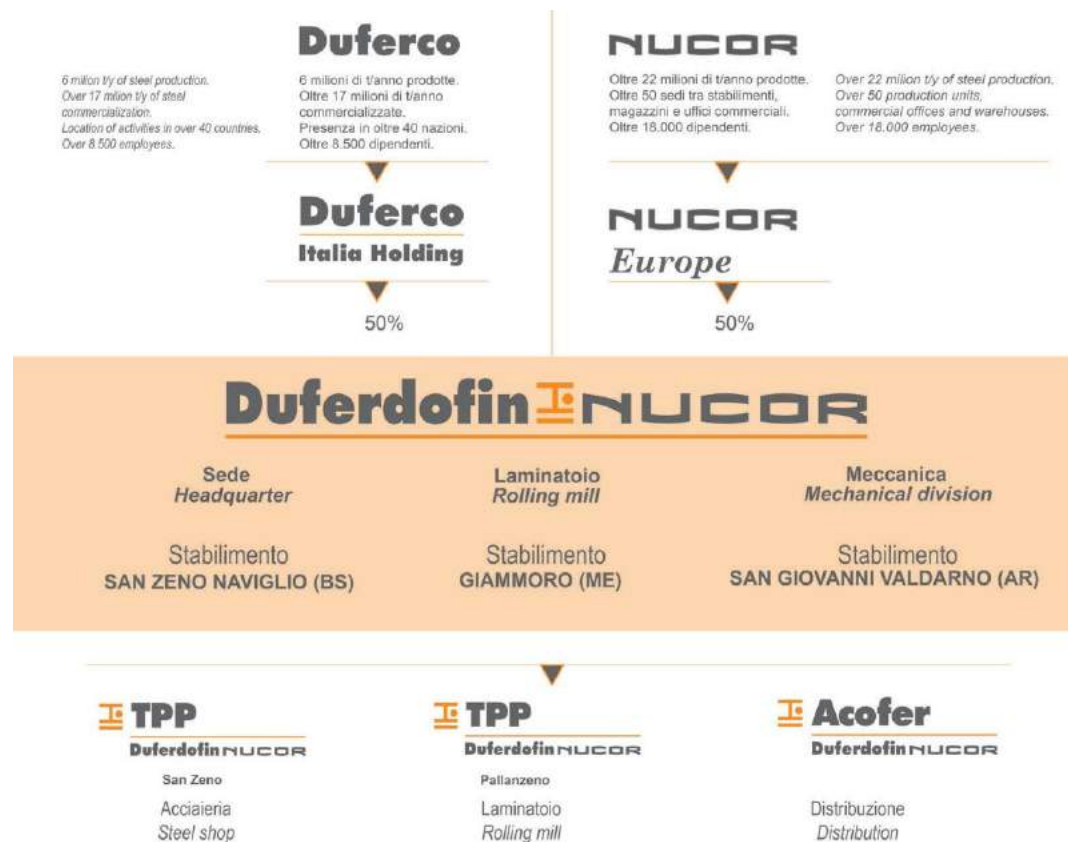 Duferco
6 milion t/y of steel production.
Over 17 milion t/y of steel
commercialization.
Location of activities in over 40 countries.
Over 8.500 employees.
6 milioni di t/anno prodotte.
Oltre 17 milioni di t/anno
commercializzate.
Presenza in oltre 40 nazioni.
Oltre 8.500 dipendenti.
NUCOR
Oltre 22 milioni di t/anno prodotte.
Oltre 50 sedi tra stabilimenti,
magazzini e uffici commerciali.
Oltre 18.000 dipendenti.
Over 22 milion t/y of steel production.
Over 50 production units,
commercial offices and warehouses.
Over 18.000 employees.
Duferco
Italia Holding
50%
NUCOR
Europe
50%
Duferdofin NUCOR
Sede
Headquarter
Stabilimento
SAN ZENO NAVIGLIO (BS)
Laminatoio
Rolling mill
Stabilimento
GIAMMORO (ME)
Meccanica
Mechanical division
Stabilimento
SAN GIOVANNI VALDARNO (AR)
TPP
Duferdofin NUCOR
San Zeno
Acciaieria
Steel shop
TPP
Duferdofin NUCOR
Pallanzeno
Laminatoio
Rolling mill
Acofer
Duferdofin NUCOR
Distribuzione
Distribution